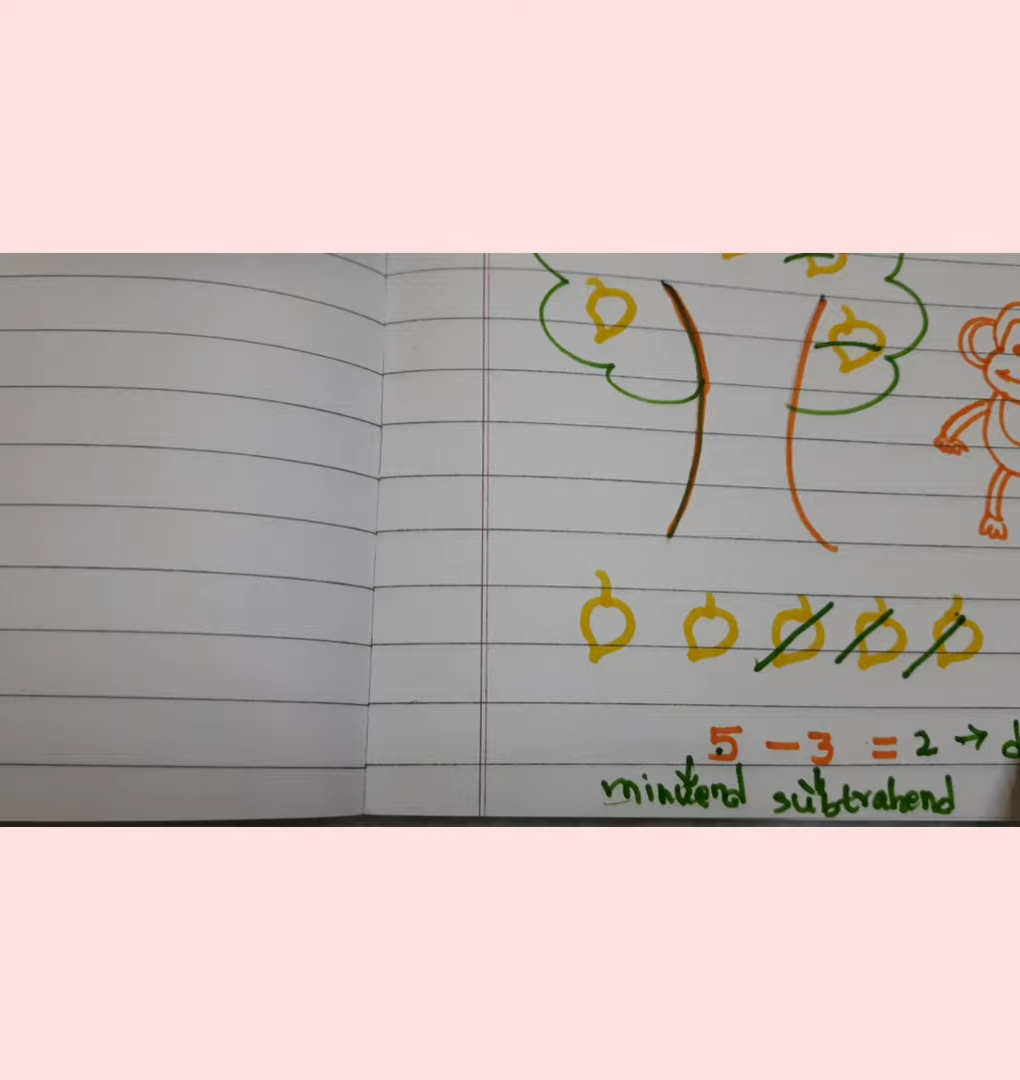 5 - 3 = 2 →
minuend subtrahend